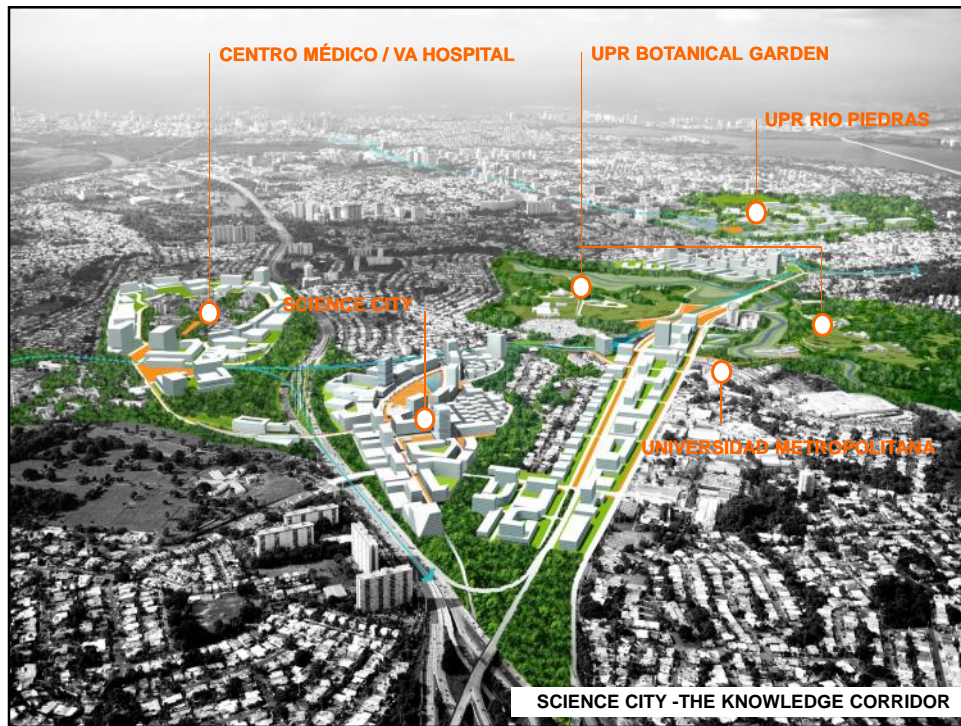 CENTRO MÉDICO / VA HOSPITAL
UPR BOTANICAL GARDEN
UPR RIO PIEDRAS
SCIENCE CITY
UNIVERSIDAD METROPOLITANA
SCIENCE CITY -THE KNOWLEDGE CORRIDOR